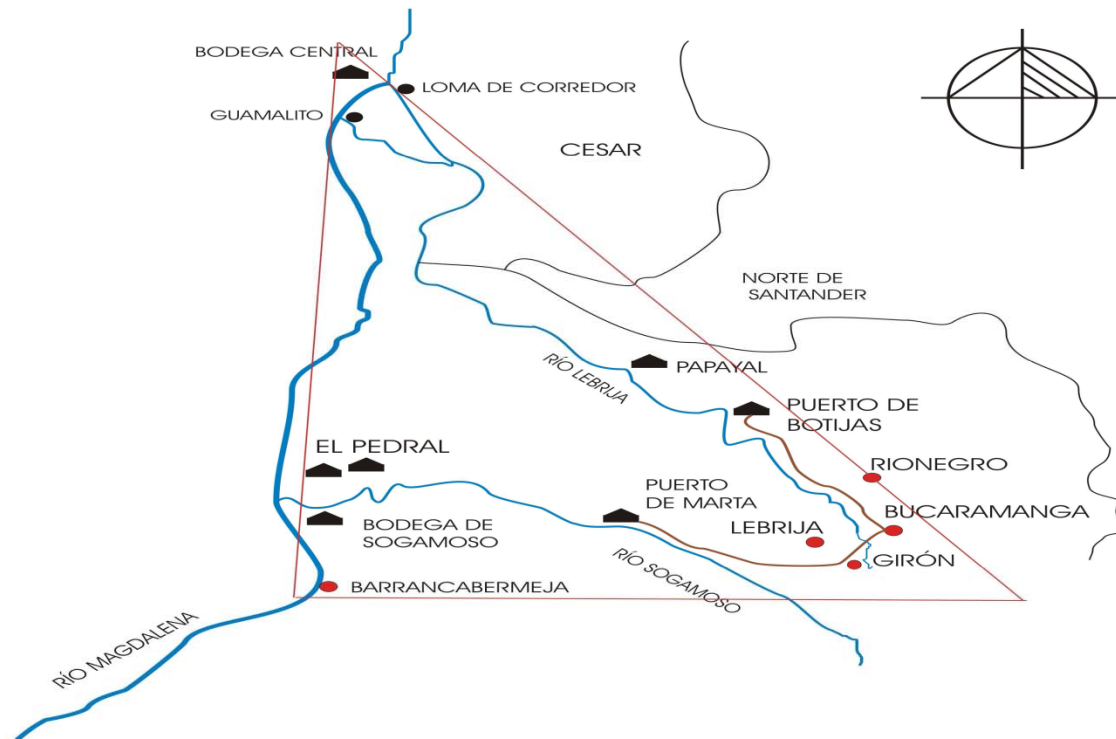 BODEGA CENTRAL
LOMA DE CORREDOR
GUAMALITO
CESAR
NORTE DE
SANTANDER
RÍO LEBRIJA
PAPAYAL
PUERTO DE
BOTIJAS
EL PEDRAL
RIONEGRO
PUERTO
DE MARTA
BUCARAMANGA
LEBRIJA
BODEGA DE
SOGAMOSO
GIRÓN
RÍO SOGAMOSO
BARRANCABERMEJA
RÍO MAGDALENA